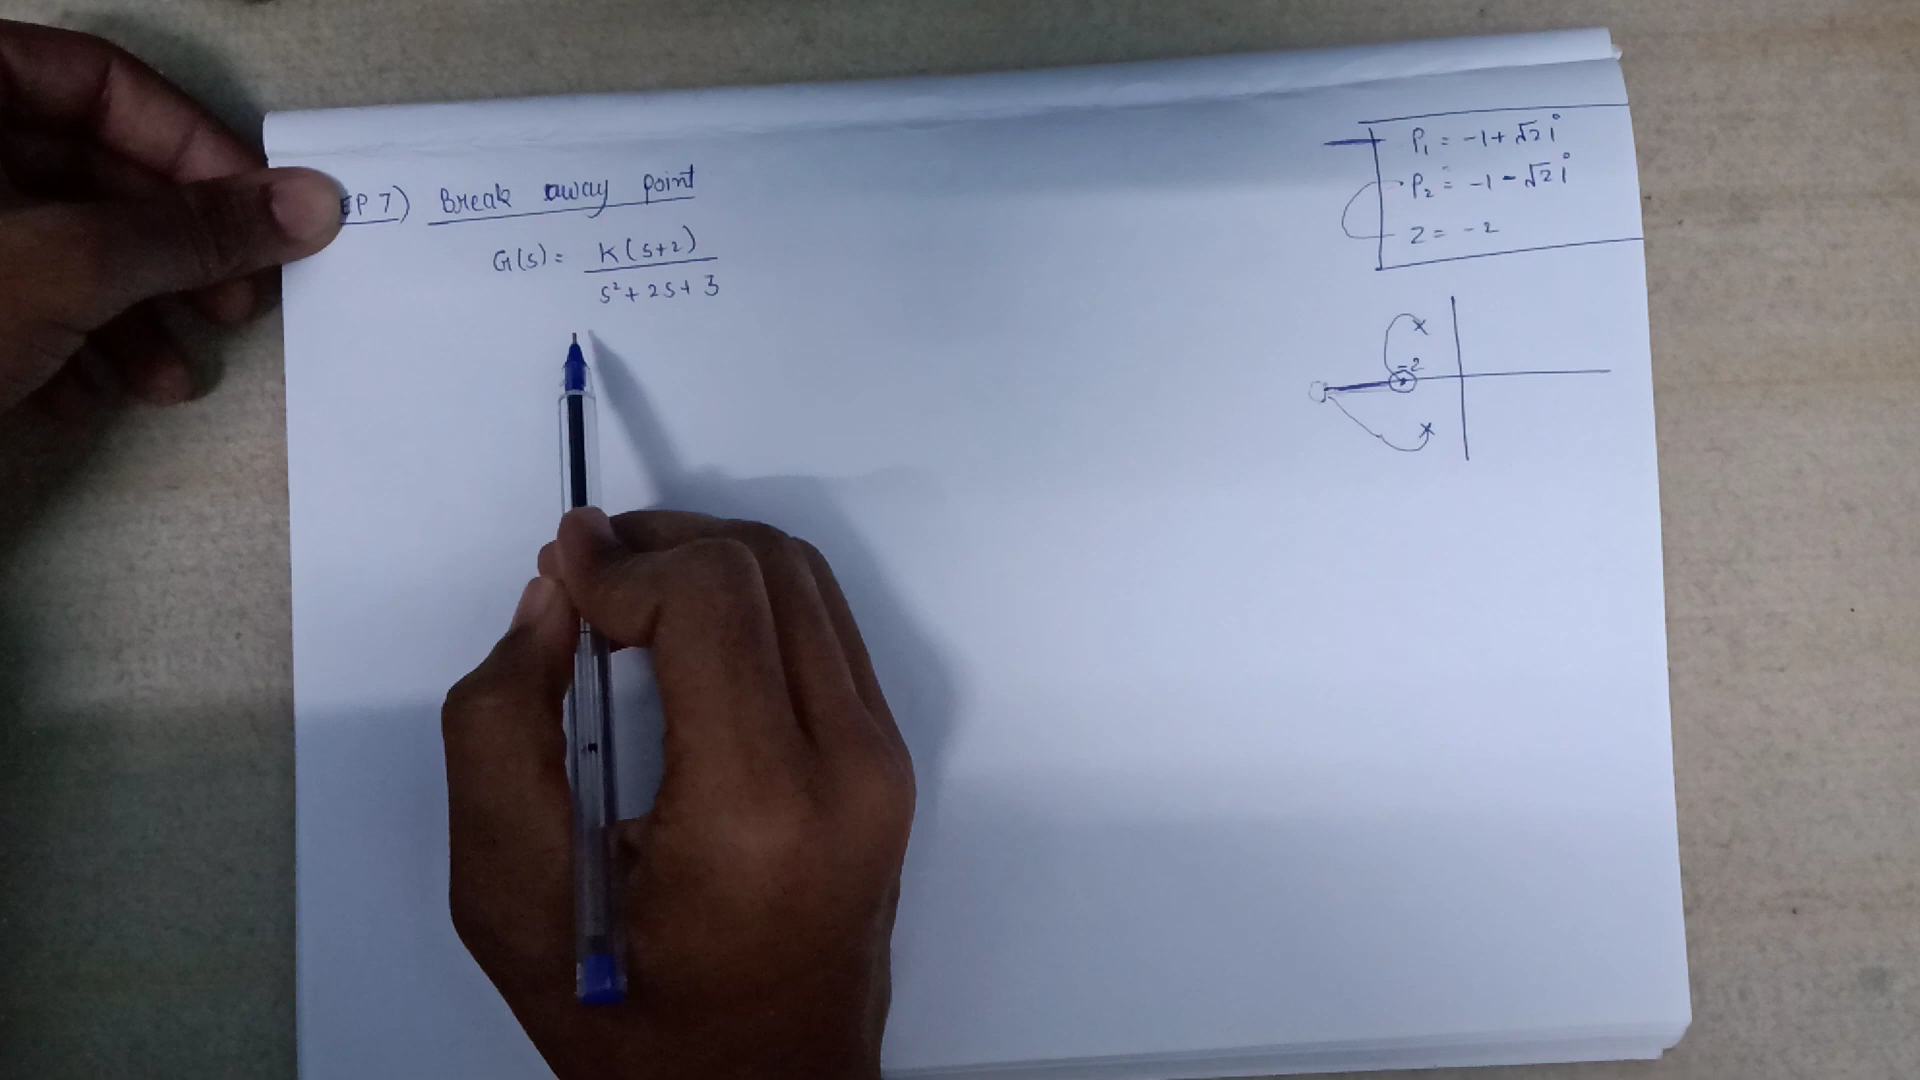 EP 7) Break away point
G(s) = K(s+2)
s² + 2s + 3
P₁ = -1 + √2 i
P₂ = -1 - √2 i
Z = -2
-2